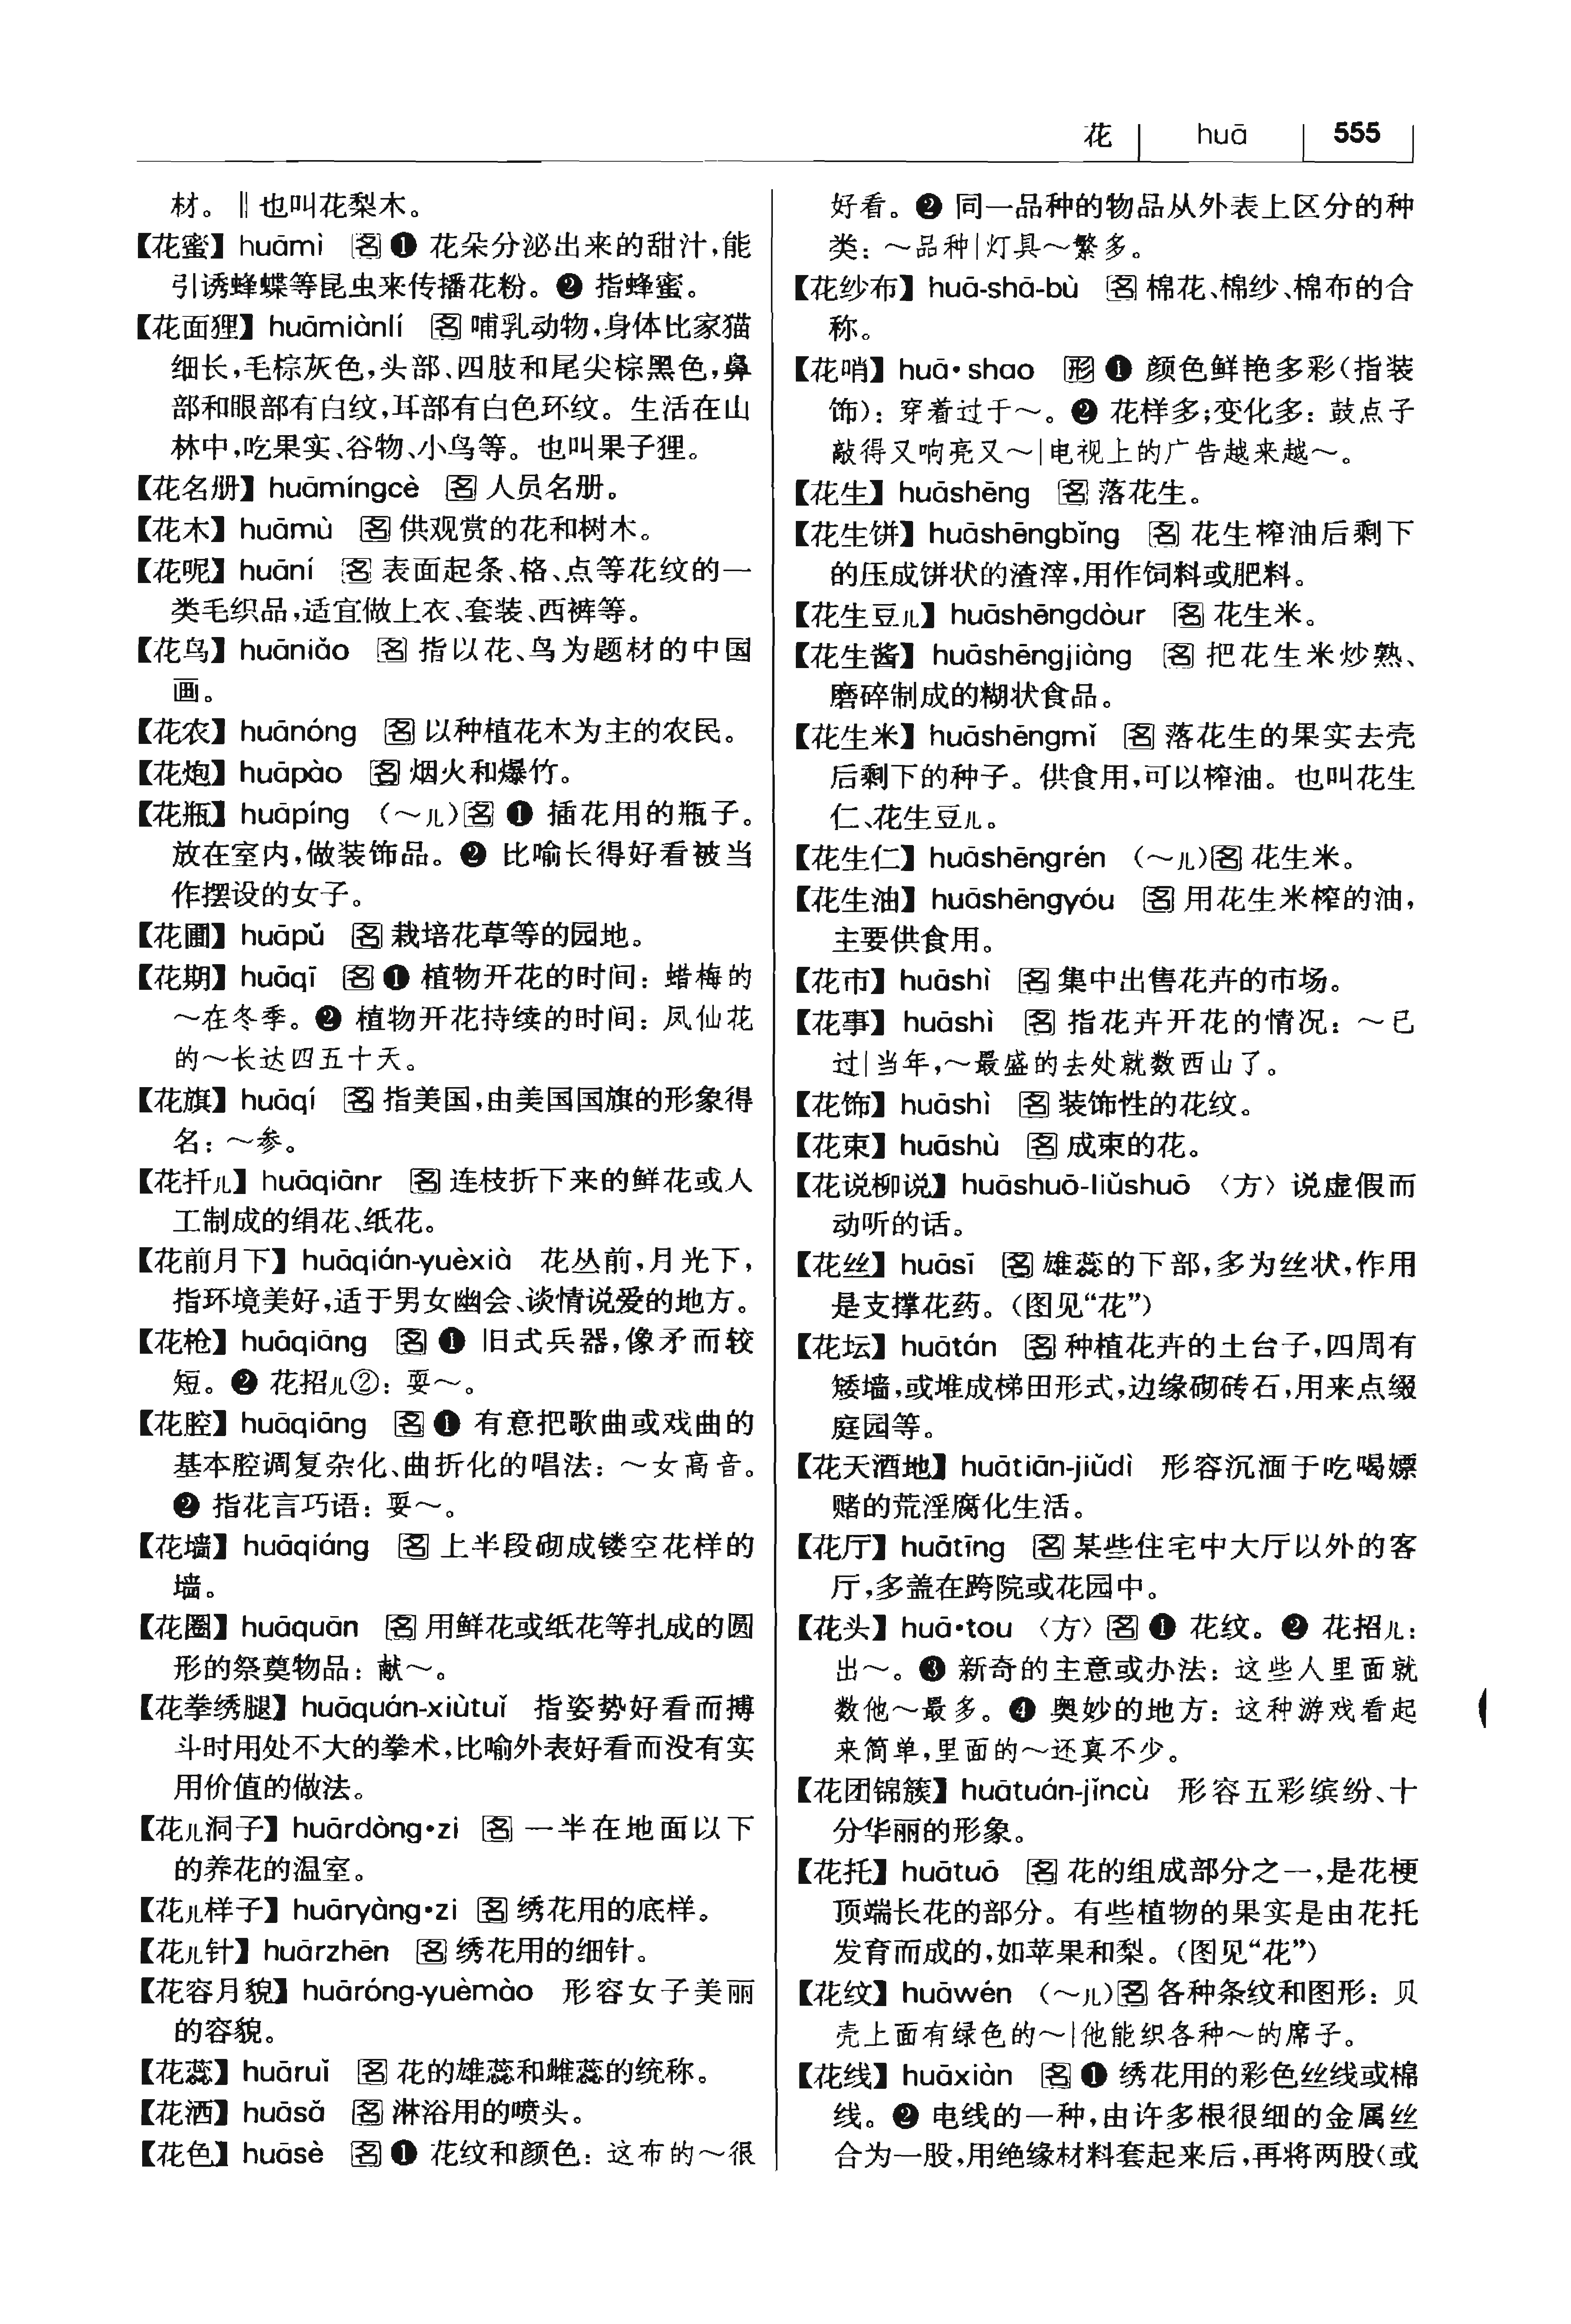 花 huā 555
材。‖也叫花梨木。
【花蜜】huāmì 名❶ 花朵分泌出来的甜汁,能
引诱蜂蝶等昆虫来传播花粉。❷ 指蜂蜜。
【花面狸】huāmiànlí 名 哺乳动物,身体比家猫
细长,毛棕灰色,头部、四肢和尾尖棕黑色,鼻
部和眼部有白纹,耳部有白色环纹。生活在山
林中,吃果实、谷物、小鸟等。也叫果子狸。
【花名册】huāmíngcè 名 人员名册。
【花木】huāmù 名 供观赏的花和树木。
【花呢】huāní 名 表面起条、格、点等花纹的一
类毛织品,适宜做上衣、套装、西裤等。
【花鸟】huāniǎo 名 指以花、鸟为题材的中国
画。
【花农】huānóng 名 以种植花木为主的农民。
【花炮】huāpào 名 烟火和爆竹。
【花瓶】huāpíng （～儿）名 ❶ 插花用的瓶子。
放在室内,做装饰品。❷ 比喻长得好看被当
作摆设的女子。
【花圃】huāpǔ 名 栽培花草等的园地。
【花期】huāqī 名❶ 植物开花的时间：蜡梅的
～在冬季。❷ 植物开花持续的时间：凤仙花
的～长达四五十天。
【花旗】huāqí 名 指美国,由美国国旗的形象得
名：～参。
【花扦儿】huāqiānr 名 连枝折下来的鲜花或人
工制成的绢花、纸花。
【花前月下】huāqián-yuèxià 花丛前,月光下,
指环境美好,适于男女幽会、谈情说爱的地方。
【花枪】huāqiāng 名 ❶ 旧式兵器,像矛而较
短。❷ 花招儿②：耍～。
【花腔】huāqiāng 名❶ 有意把歌曲或戏曲的
基本腔调复杂化、曲折化的唱法：～女高音。
❷ 指花言巧语：耍～。
【花墙】huāqiáng 名 上半段砌成镂空花样的
墙。
【花圈】huāquān 名 用鲜花或纸花等扎成的圆
形的祭奠物品：献～。
【花拳绣腿】huāquán-xiùtuǐ 指姿势好看而搏
斗时用处不大的拳术,比喻外表好看而没有实
用价值的做法。
【花儿洞子】huārdòng•zi 名 一半在地面以下
的养花的温室。
【花儿样子】huāryàng•zi 名 绣花用的底样。
【花儿针】huārzhēn 名 绣花用的细针。
【花容月貌】huāróng-yuèmào 形容女子美丽
的容貌。
【花蕊】huāruǐ 名 花的雄蕊和雌蕊的统称。
【花洒】huāsǎ 名 淋浴用的喷头。
【花色】huāsè 名❶ 花纹和颜色：这布的～很
好看。❷ 同一品种的物品从外表上区分的种
类：～品种|灯具～繁多。
【花纱布】huā-shā-bù 名 棉花、棉纱、棉布的合
称。
【花哨】huā•shao 形❶ 颜色鲜艳多彩（指装
饰）：穿着过于～。❷ 花样多;变化多：鼓点子
敲得又响亮又～|电视上的广告越来越～。
【花生】huāshēng 名 落花生。
【花生饼】huāshēngbǐng 名 花生榨油后剩下
的压成饼状的渣滓,用作饲料或肥料。
【花生豆儿】huāshēngdòur 名 花生米。
【花生酱】huāshēngjiàng 名 把花生米炒熟、
磨碎制成的糊状食品。
【花生米】huāshēngmǐ 名 落花生的果实去壳
后剩下的种子。供食用,可以榨油。也叫花生
仁、花生豆儿。
【花生仁】huāshēngrén （～儿）名 花生米。
【花生油】huāshēngyóu 名 用花生米榨的油,
主要供食用。
【花市】huāshì 名 集中出售花卉的市场。
【花事】huāshì 名 指花卉开花的情况：～已
过|当年,～最盛的去处就数西山了。
【花饰】huāshì 名 装饰性的花纹。
【花束】huāshù 名 成束的花。
【花说柳说】huāshuō-liǔshuō 〈方〉说虚假而
动听的话。
【花丝】huāsī 名 雄蕊的下部,多为丝状,作用
是支撑花药。（图见“花”）
【花坛】huātán 名 种植花卉的土台子,四周有
矮墙,或堆成梯田形式,边缘砌砖石,用来点缀
庭园等。
【花天酒地】huātiān-jiǔdì 形容沉湎于吃喝嫖
赌的荒淫腐化生活。
【花厅】huātīng 名 某些住宅中大厅以外的客
厅,多盖在跨院或花园中。
【花头】huā•tou 〈方〉名❶ 花纹。❷ 花招儿：
出～。❸ 新奇的主意或办法：这些人里面就
数他～最多。❹ 奥妙的地方：这种游戏看起
来简单,里面的～还真不少。
【花团锦簇】huātuán-jǐncù 形容五彩缤纷、十
分华丽的形象。
【花托】huātuō 名 花的组成部分之一,是花梗
顶端长花的部分。有些植物的果实是由花托
发育而成的,如苹果和梨。（图见“花”）
【花纹】huāwén （～儿）名 各种条纹和图形：贝
壳上面有绿色的～|他能织各种～的席子。
【花线】huāxiàn 名❶ 绣花用的彩色丝线或棉
线。❷ 电线的一种,由许多根很细的金属丝
合为一股,用绝缘材料套起来后,再将两股（或